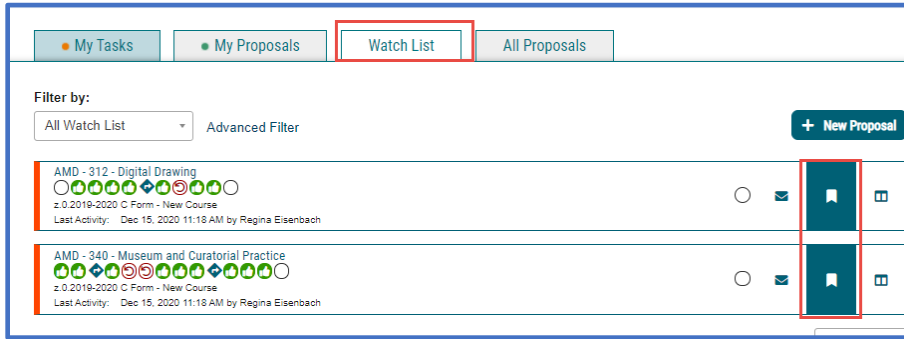 My Tasks
My Proposals
Watch List
All Proposals
Filter by:
All Watch List
Advanced Filter
+ New Proposal
AMD - 312 - Digital Drawing
z.0.2019-2020 C Form - New Course
Last Activity: Dec 15, 2020 11:18 AM by Regina Eisenbach
AMD - 340 - Museum and Curatorial Practice
z.0.2019-2020 C Form - New Course
Last Activity: Dec 15, 2020 11:18 AM by Regina Eisenbach